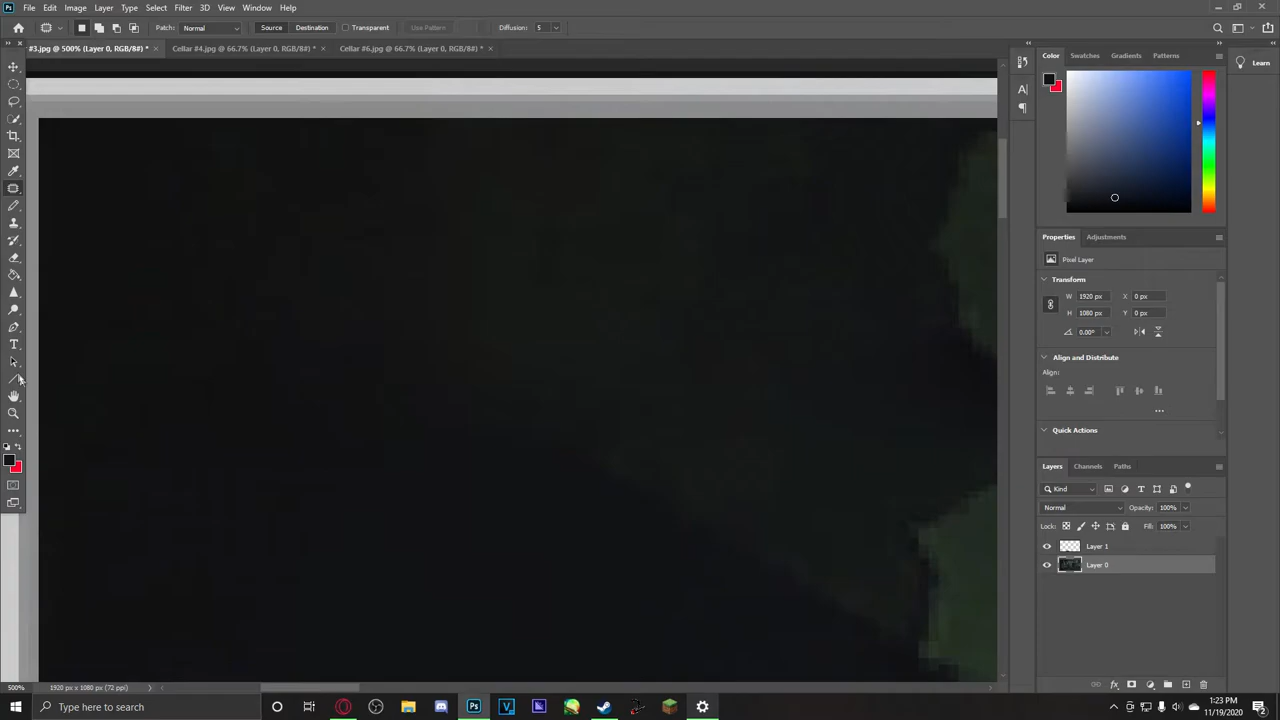 Ps File Edit Image Layer Type Select Filter 3D View Window Help
Patch: Normal Source Destination Transparent Use Pattern Diffusion: 5
#3.jpg @ 500% (Layer 0, RGB/8#) * × Cellar #4.jpg @ 66.7% (Layer 0, RGB/8#) * × Cellar #6.jpg @ 66.7% (Layer 0, RGB/8#) * ×
Color Swatches Gradients Patterns Learn
Properties Adjustments
Pixel Layer
Transform
W 1920 px X 0 px
H 1080 px Y 0 px
0.00°
Align and Distribute
Align:
Quick Actions
Layers Channels Paths
Kind
Normal Opacity: 100%
Lock: Fill: 100%
Layer 1
Layer 0
500% 1920 px x 1080 px (72 ppi)
Type here to search
1:23 PM
11/19/2020
2